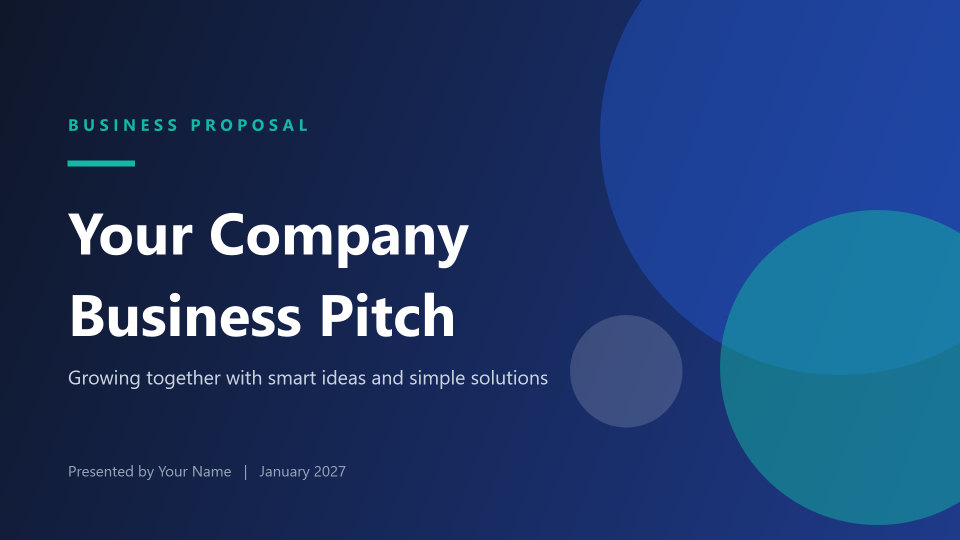 BUSINESS PROPOSAL
Your Company
Business Pitch
Growing together with smart ideas and simple solutions
Presented by Your Name | January 2027